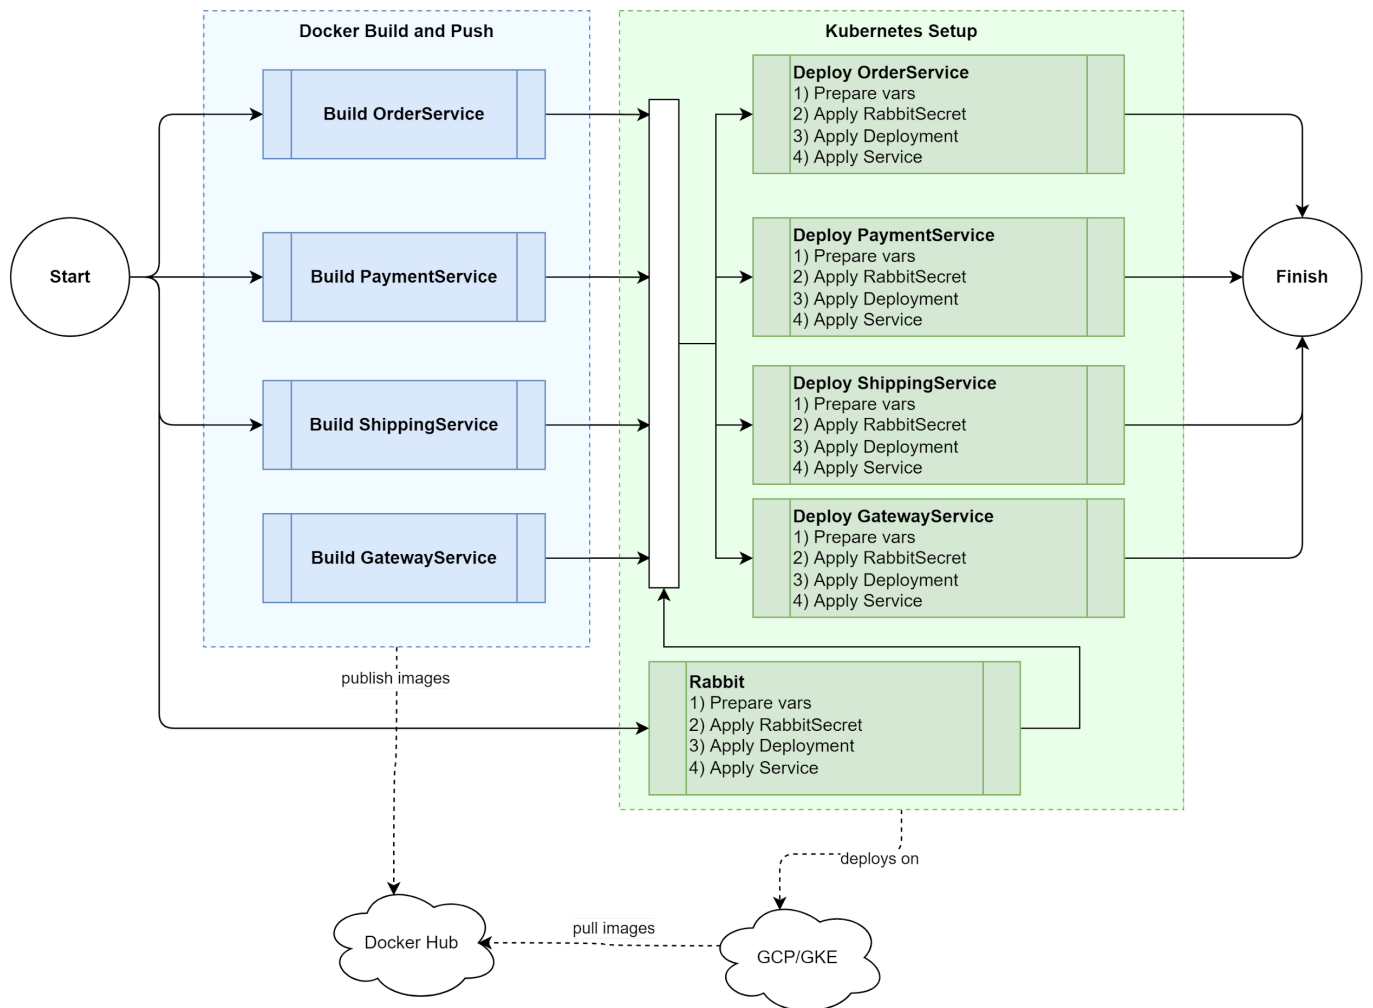 Docker Build and Push
Kubernetes Setup
Start
Build OrderService
Build PaymentService
Build ShippingService
Build GatewayService
Deploy OrderService
1) Prepare vars
2) Apply RabbitSecret
3) Apply Deployment
4) Apply Service
Deploy PaymentService
1) Prepare vars
2) Apply RabbitSecret
3) Apply Deployment
4) Apply Service
Deploy ShippingService
1) Prepare vars
2) Apply RabbitSecret
3) Apply Deployment
4) Apply Service
Deploy GatewayService
1) Prepare vars
2) Apply RabbitSecret
3) Apply Deployment
4) Apply Service
Rabbit
1) Prepare vars
2) Apply RabbitSecret
3) Apply Deployment
4) Apply Service
Finish
publish images
deploys on
Docker Hub
pull images
GCP/GKE